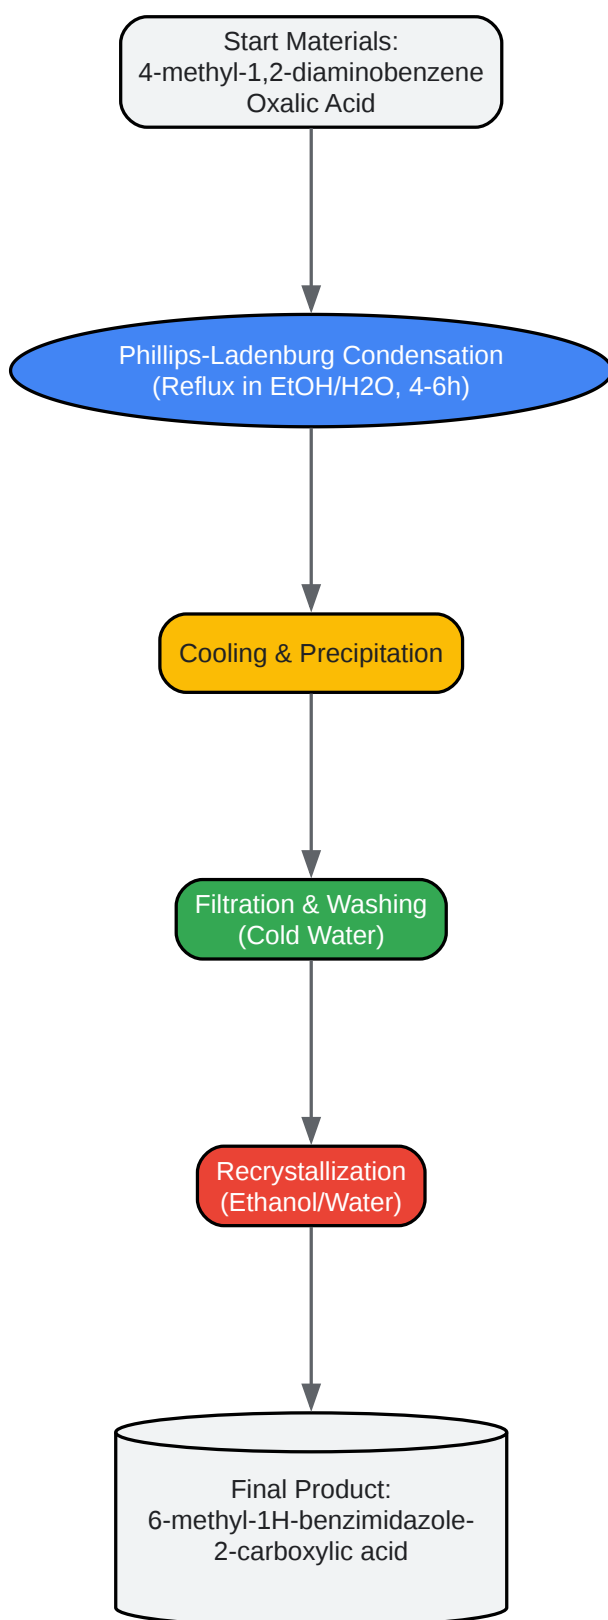 Start Materials:
4-methyl-1,2-diaminobenzene
Oxalic Acid
Phillips-Ladenburg Condensation
(Reflux in EtOH/H2O, 4-6h)
Cooling & Precipitation
Filtration & Washing
(Cold Water)
Recrystallization
(Ethanol/Water)
Final Product:
6-methyl-1H-benzimidazole-
2-carboxylic acid